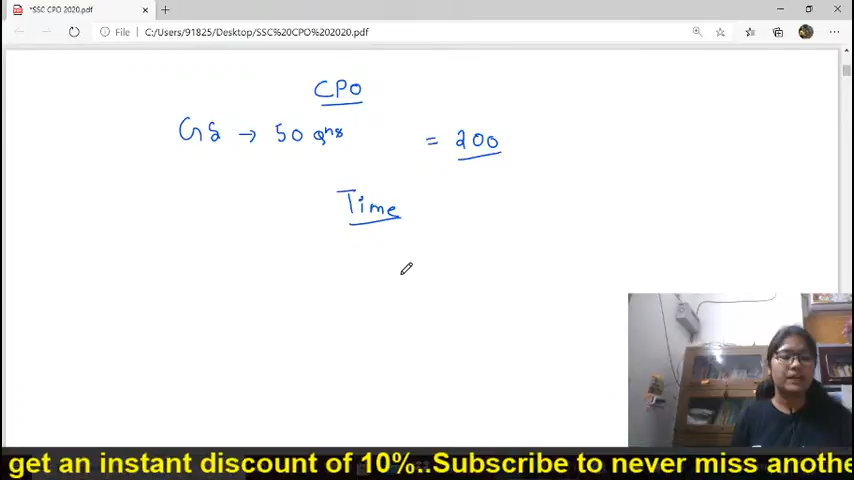 *SSC CPO 2020.pdf
File C:/Users/91825/Desktop/SSC%20CPO%202020.pdf
CPO
GS → 50 Qns = 200
Time
get an instant discount of 10%..Subscribe to never miss anothe